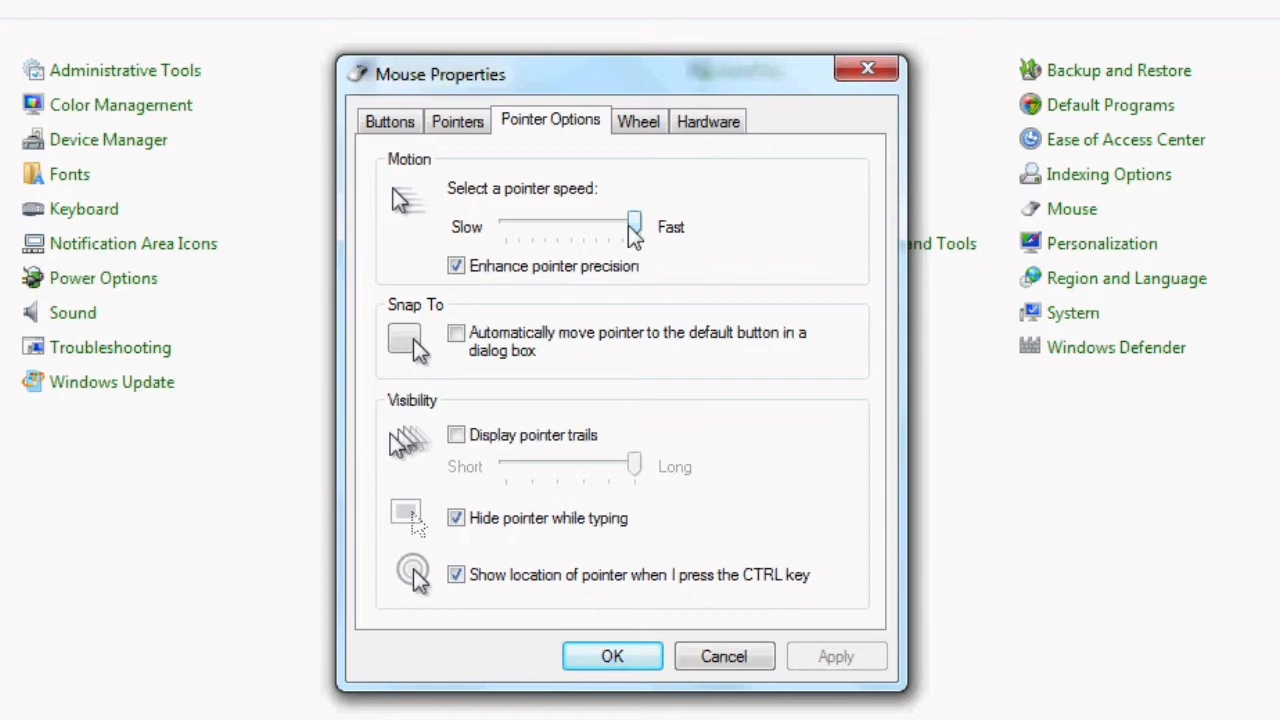 Administrative Tools
Color Management
Device Manager
Fonts
Keyboard
Notification Area Icons
Power Options
Sound
Troubleshooting
Windows Update
Mouse Properties
Buttons Pointers Pointer Options Wheel Hardware
Motion
Select a pointer speed:
Slow Fast
Enhance pointer precision
Snap To
Automatically move pointer to the default button in a
dialog box
Visibility
Display pointer trails
Short Long
Hide pointer while typing
Show location of pointer when I press the CTRL key
OK Cancel Apply
and Tools
Backup and Restore
Default Programs
Ease of Access Center
Indexing Options
Mouse
Personalization
Region and Language
System
Windows Defender